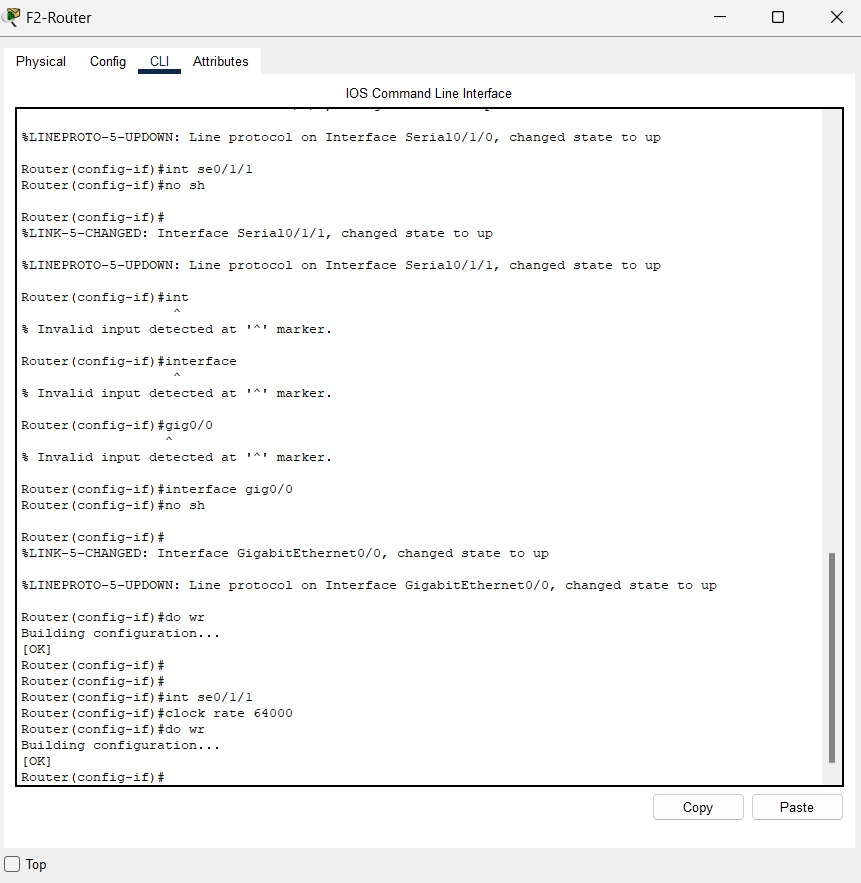 F2-Router
Physical Config CLI Attributes
IOS Command Line Interface
%LINEPROTO-5-UPDOWN: Line protocol on Interface Serial0/1/0, changed state to up
Router(config-if)#int se0/1/1
Router(config-if)#no sh
Router(config-if)#
%LINK-5-CHANGED: Interface Serial0/1/1, changed state to up
%LINEPROTO-5-UPDOWN: Line protocol on Interface Serial0/1/1, changed state to up
Router(config-if)#int
^
% Invalid input detected at '^' marker.
Router(config-if)#interface
^
% Invalid input detected at '^' marker.
Router(config-if)#gig0/0
^
% Invalid input detected at '^' marker.
Router(config-if)#interface gig0/0
Router(config-if)#no sh
Router(config-if)#
%LINK-5-CHANGED: Interface GigabitEthernet0/0, changed state to up
%LINEPROTO-5-UPDOWN: Line protocol on Interface GigabitEthernet0/0, changed state to up
Router(config-if)#do wr
Building configuration...
[OK]
Router(config-if)#
Router(config-if)#
Router(config-if)#int se0/1/1
Router(config-if)#clock rate 64000
Router(config-if)#do wr
Building configuration...
[OK]
Router(config-if)#
Copy Paste
Top